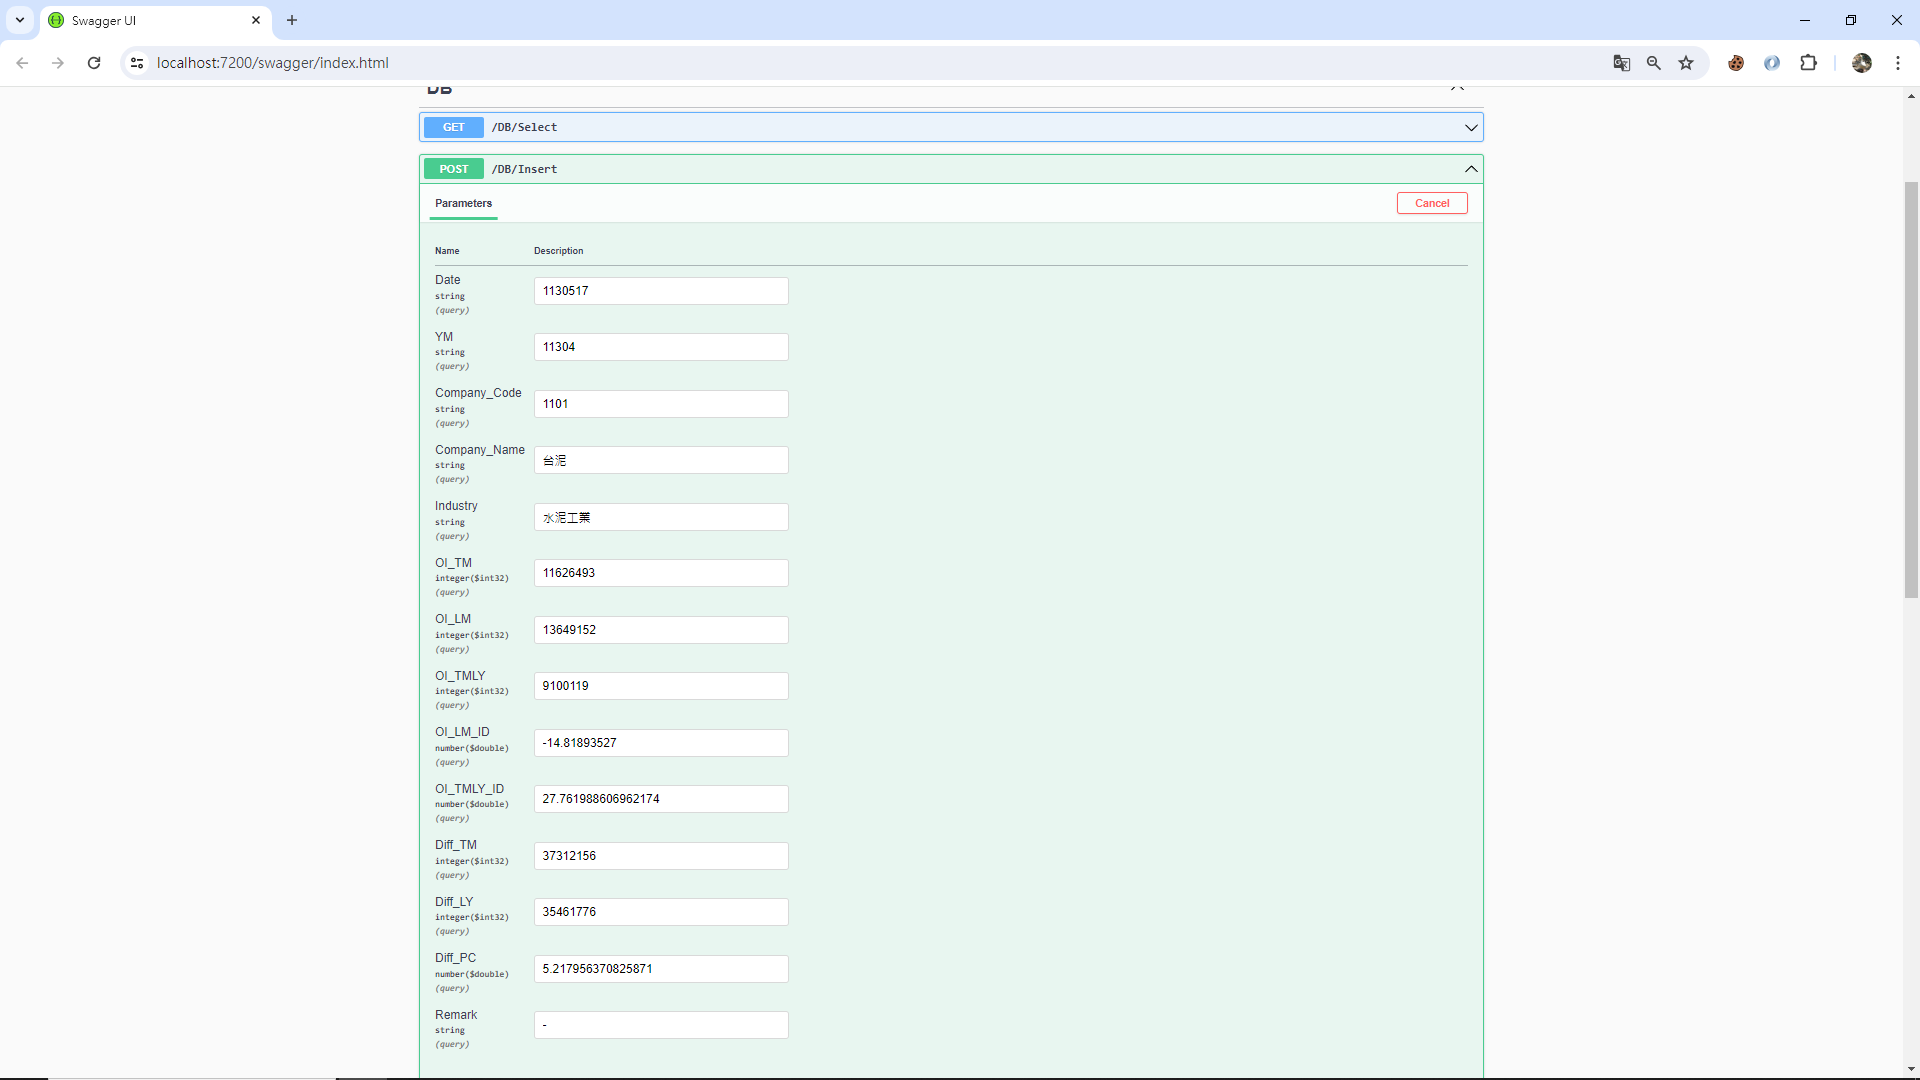 Swagger UI
localhost:7200/swagger/index.html
DB
GET /DB/Select
POST /DB/Insert
Parameters
Cancel
Name Description
Date
string
(query)
1130517
YM
string
(query)
11304
Company_Code
string
(query)
1101
Company_Name
string
(query)
台泥
Industry
string
(query)
水泥工業
OI_TM
integer($int32)
(query)
11626493
OI_LM
integer($int32)
(query)
13649152
OI_TMLY
integer($int32)
(query)
9100119
OI_LM_ID
number($double)
(query)
-14.81893527
OI_TMLY_ID
number($double)
(query)
27.761988606962174
Diff_TM
integer($int32)
(query)
37312156
Diff_LY
integer($int32)
(query)
35461776
Diff_PC
number($double)
(query)
5.217956370825871
Remark
string
(query)
-